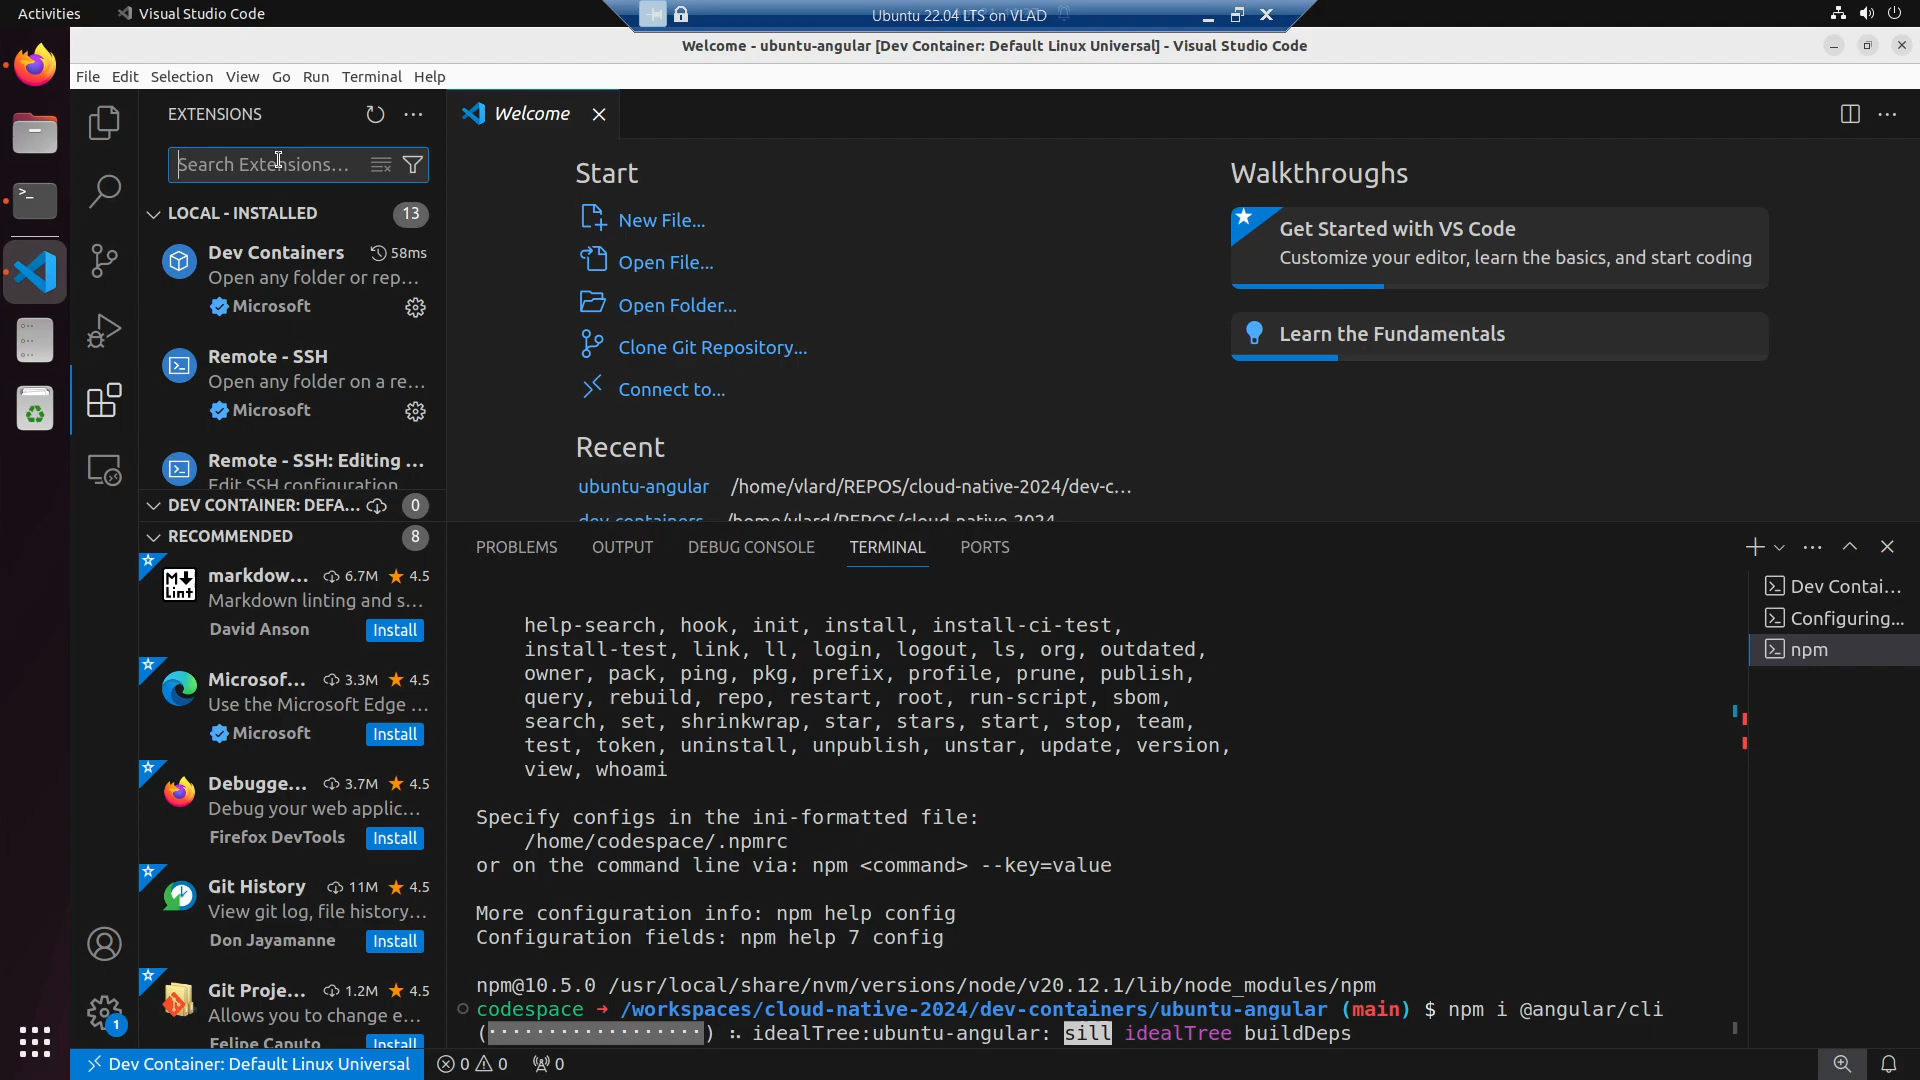 Activities
Visual Studio Code
Ubuntu 22.04 LTS on VLAD
Welcome - ubuntu-angular [Dev Container: Default Linux Universal] - Visual Studio Code
File Edit Selection View Go Run Terminal Help
EXTENSIONS
Search Extensions...
LOCAL - INSTALLED 13
Dev Containers 58ms
Open any folder or rep...
Microsoft
Remote - SSH
Open any folder on a re...
Microsoft
Remote - SSH: Editing ...
Edit SSH configuration
DEV CONTAINER: DEFA... 0
RECOMMENDED 8
markdow... 6.7M 4.5
Markdown linting and s...
David Anson Install
Microsof... 3.3M 4.5
Use the Microsoft Edge ...
Microsoft Install
Debugge... 3.7M 4.5
Debug your web applic...
Firefox DevTools Install
Git History 11M 4.5
View git log, file history...
Don Jayamanne Install
Git Proje... 1.2M 4.5
Allows you to change e...
Felipe Caputo Install
Welcome
Start
New File...
Open File...
Open Folder...
Clone Git Repository...
Connect to...
Recent
ubuntu-angular /home/vlard/REPOS/cloud-native-2024/dev-c...
dev-containers /home/vlard/REPOS/cloud-native-2024
Walkthroughs
Get Started with VS Code
Customize your editor, learn the basics, and start coding
Learn the Fundamentals
PROBLEMS OUTPUT DEBUG CONSOLE TERMINAL PORTS
help-search, hook, init, install, install-ci-test,
install-test, link, ll, login, logout, ls, org, outdated,
owner, pack, ping, pkg, prefix, profile, prune, publish,
query, rebuild, repo, restart, root, run-script, sbom,
search, set, shrinkwrap, star, stars, start, stop, team,
test, token, uninstall, unpublish, unstar, update, version,
view, whoami
Specify configs in the ini-formatted file:
/home/codespace/.npmrc
or on the command line via: npm <command> --key=value
More configuration info: npm help config
Configuration fields: npm help 7 config
npm@10.5.0 /usr/local/share/nvm/versions/node/v20.12.1/lib/node_modules/npm
codespace ➜ /workspaces/cloud-native-2024/dev-containers/ubuntu-angular (main) $ npm i @angular/cli
(··················) ⠦ idealTree:ubuntu-angular: sill idealTree buildDeps
Dev Contai...
Configuring...
npm
1
Dev Container: Default Linux Universal
0 0 0